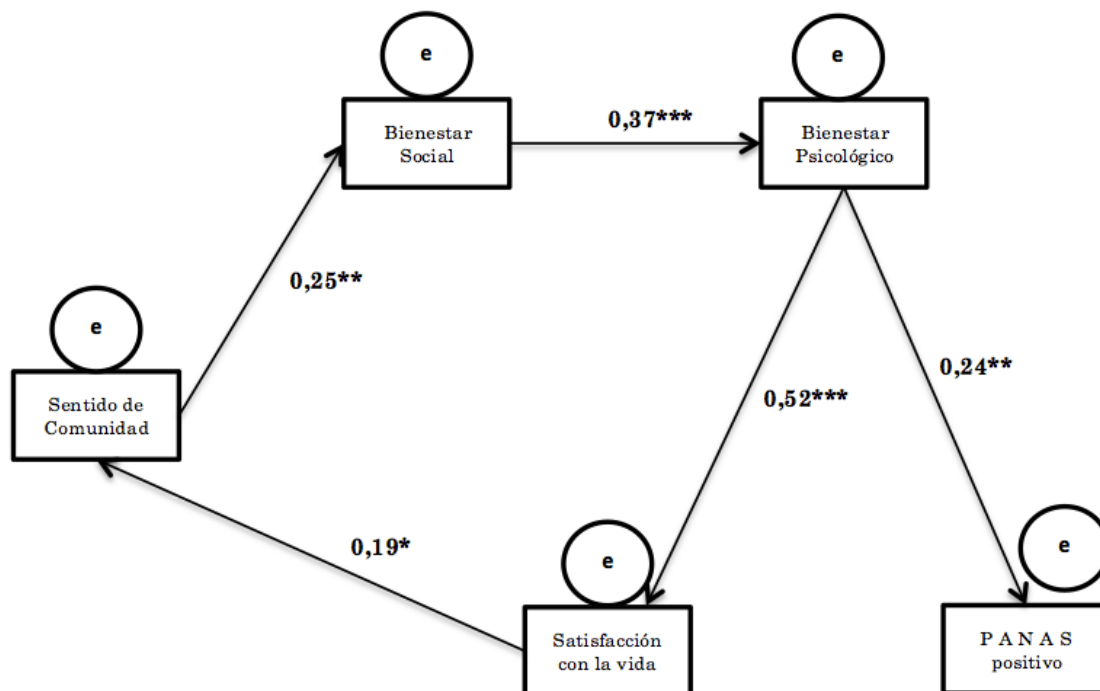 e
e
Bienestar
Social
0,37***
Bienestar
Psicológico
0,25**
e
Sentido de
Comunidad
0,24**
0,52***
0,19*
e
e
Satisfacción
con la vida
P A N A S
positivo